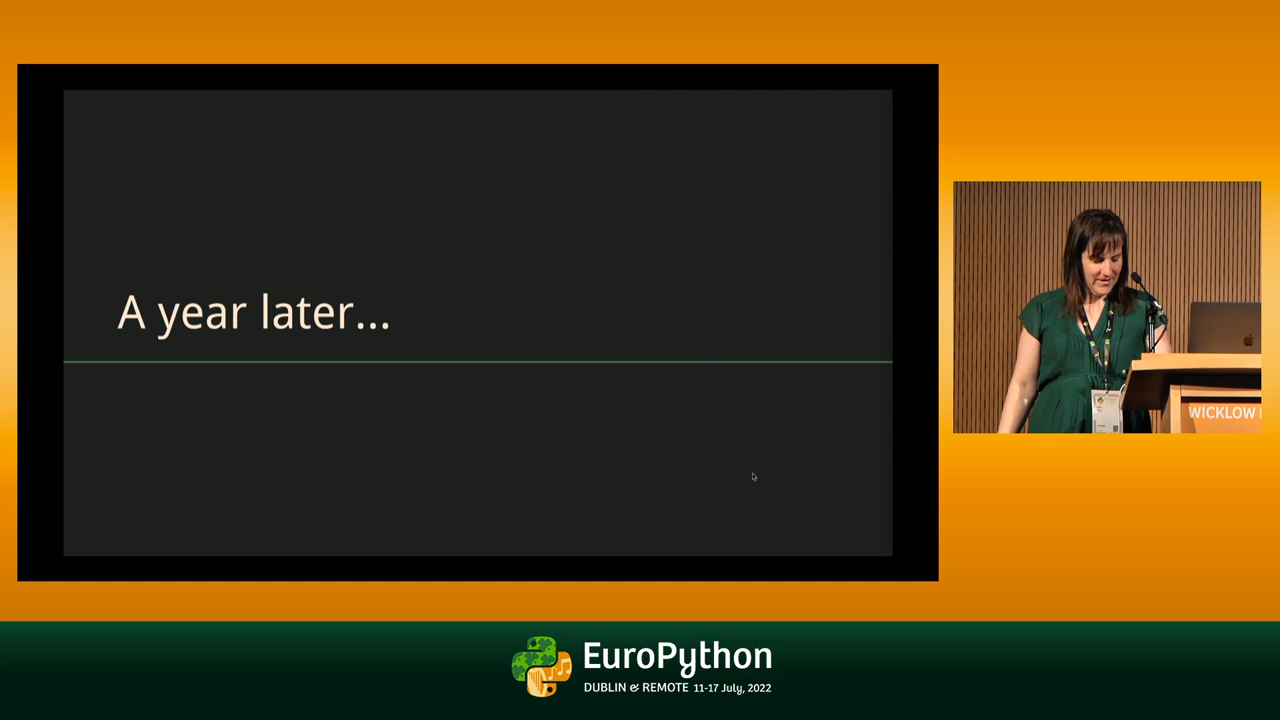 A year later...
WICKLOW
EuroPython
DUBLIN & REMOTE 11-17 July, 2022